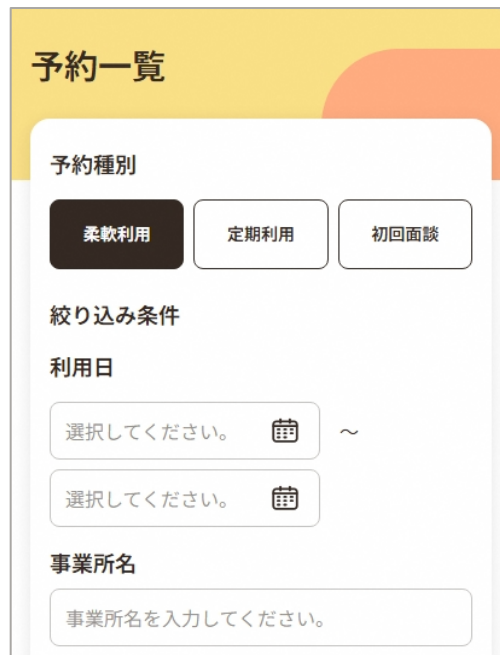 予約一覧
予約種別
柔軟利用 定期利用 初回面談
絞り込み条件
利用日
選択してください。 ～
選択してください。
事業所名
事業所名を入力してください。